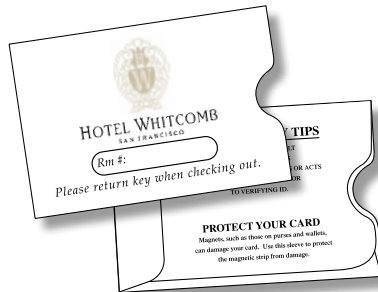 HOTEL WHITCOMB
SAN FRANCISCO
Rm #:
Please return key when checking out.
TIPS
OR ACTS
OR
TO VERIFYING ID.
PROTECT YOUR CARD
Magnets, such as those on purses and wallets,
can damage your card. Use this sleeve to protect
the magnetic strip from damage.